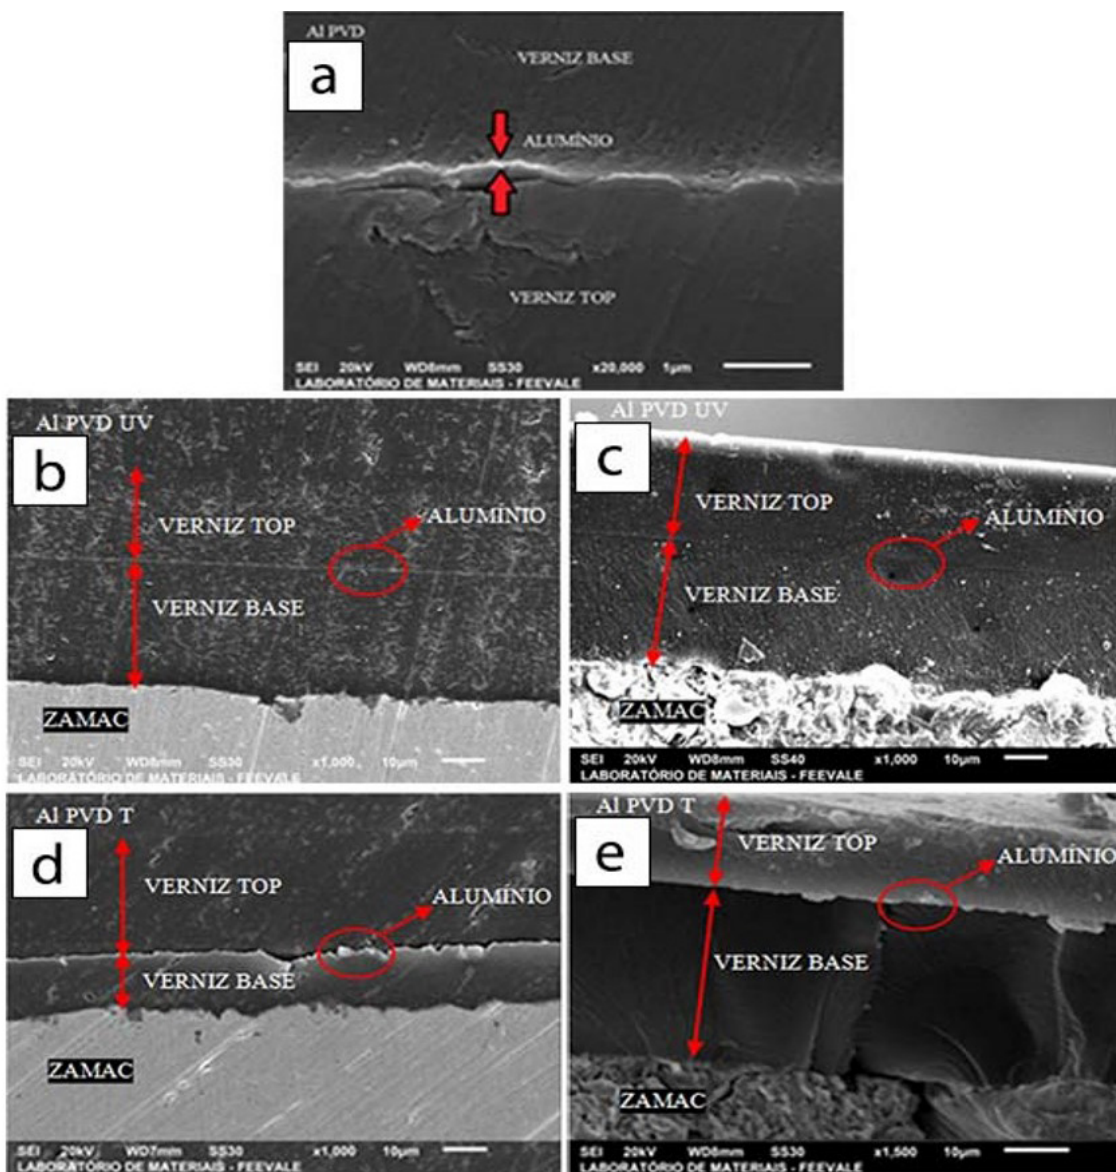 Al PVD
a
VERNIZ BASE
ALUMÍNIO
VERNIZ TOP
SEI 20kV WD8mm SS30 x20,000 1µm
LABORATÓRIO DE MATERIAIS - FEEVALE
Al PVD UV
b
VERNIZ TOP
ALUMÍNIO
VERNIZ BASE
ZAMAC
SEI 20kV WD8mm SS30 x1,000 10µm
LABORATÓRIO DE MATERIAIS - FEEVALE
Al PVD UV
c
VERNIZ TOP
ALUMÍNIO
VERNIZ BASE
ZAMAC
SEI 20kV WD8mm SS40 x1,000 10µm
LABORATÓRIO DE MATERIAIS - FEEVALE
Al PVD T
d
VERNIZ TOP
ALUMÍNIO
VERNIZ BASE
ZAMAC
SEI 20kV WD7mm SS30 x1,000 10µm
LABORATÓRIO DE MATERIAIS - FEEVALE
Al PVD T
e
VERNIZ TOP
ALUMÍNIO
VERNIZ BASE
ZAMAC
SEI 20kV WD8mm SS30 x1,500 10µm
LABORATÓRIO DE MATERIAIS - FEEVALE